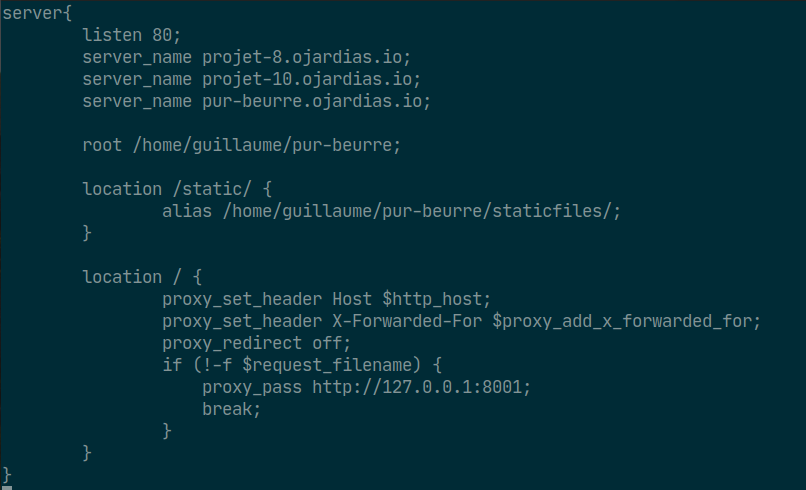 server{
        listen 80;
        server_name projet-8.ojardias.io;
        server_name projet-10.ojardias.io;
        server_name pur-beurre.ojardias.io;

        root /home/guillaume/pur-beurre;

        location /static/ {
                alias /home/guillaume/pur-beurre/staticfiles/;
        }

        location / {
                proxy_set_header Host $http_host;
                proxy_set_header X-Forwarded-For $proxy_add_x_forwarded_for;
                proxy_redirect off;
                if (!-f $request_filename) {
                    proxy_pass http://127.0.0.1:8001;
                    break;
                }
        }
}